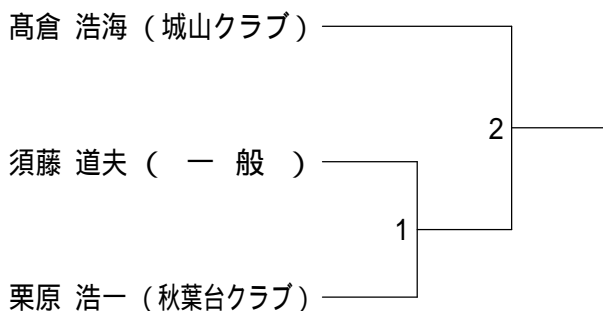 髙倉 浩海 (城山クラブ)
2
須藤 道夫 ( 一 般 )
1
栗原 浩一 (秋葉台クラブ)